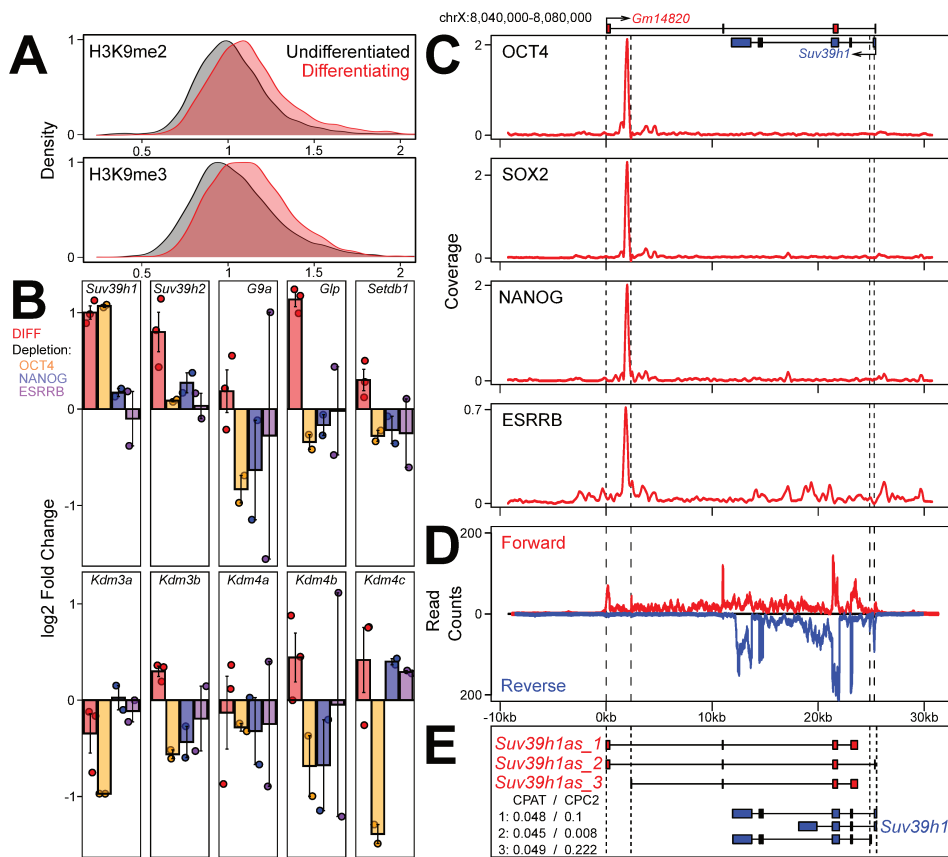 A
H3K9me2
Undifferentiated
Differentiating
1
0
0.5
1
1.5
2
H3K9me3
1
0
0.5
1
1.5
2
Density
B
Suv39h1
Suv39h2
G9a
Glp
Setdb1
DIFF
Depletion:
OCT4
NANOG
ESRRB
1
0
-1
log2 Fold Change
Kdm3a
Kdm3b
Kdm4a
Kdm4b
Kdm4c
1
0
-1
C
chrX:8,040,000-8,080,000
Gm14820
Suv39h1
OCT4
2
1
0
SOX2
2
1
0
NANOG
2
1
0
ESRRB
0.7
0
Coverage
D
Forward
Reverse
200
0
200
Read
Counts
-10kb
0kb
10kb
20kb
30kb
E
Suv39h1as_1
Suv39h1as_2
Suv39h1as_3
CPAT / CPC2
1: 0.048 / 0.1
2: 0.045 / 0.008
3: 0.049 / 0.222
Suv39h1